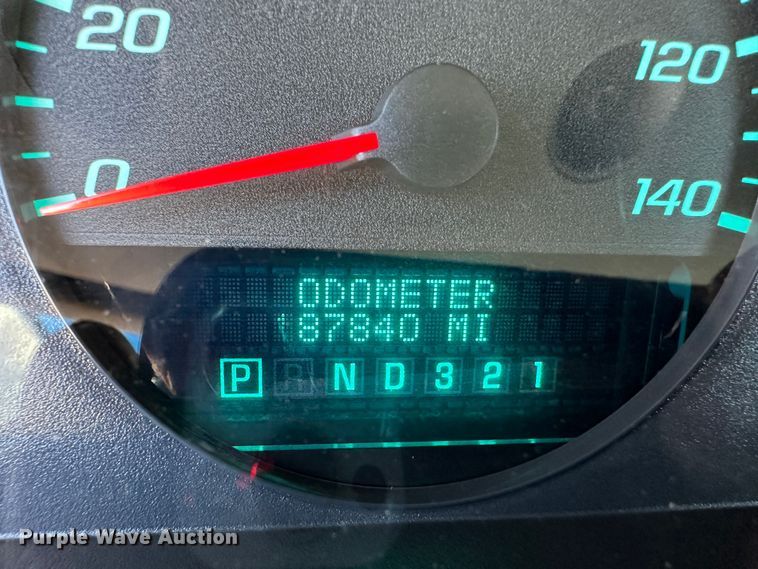 20
120
0
140
ODOMETER
187840 MI
P R N D 3 2 1
Purple Wave Auction